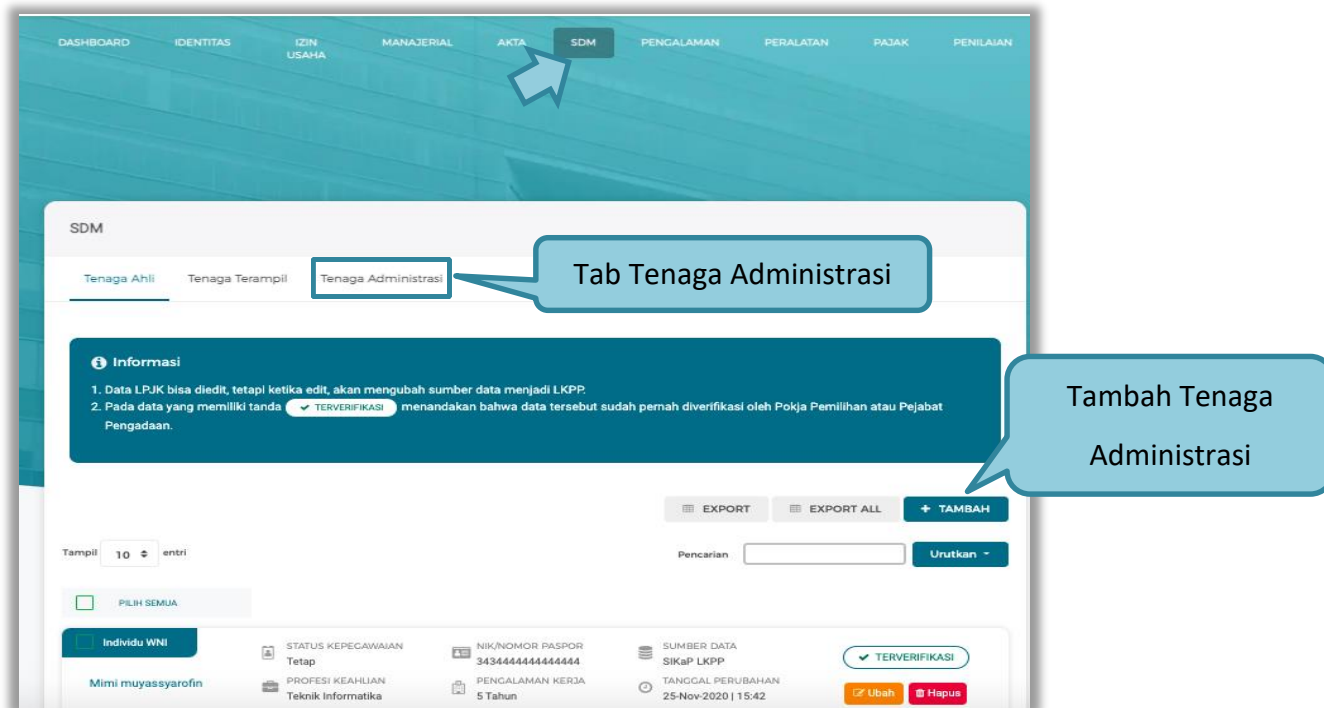 DASHBOARD IDENTITAS IZIN USAHA MANAJERIAL AKTA SDM PENGALAMAN PERALATAN PAJAK PENILAIAN
SDM
Tenaga Ahli Tenaga Terampil Tenaga Administrasi
Tab Tenaga Administrasi
Informasi
1. Data LPJK bisa diedit, tetapi ketika edit, akan mengubah sumber data menjadi LKPP.
2. Pada data yang memiliki tanda TERVERIFIKASI menandakan bahwa data tersebut sudah pernah diverifikasi oleh Pokja Pemilihan atau Pejabat
Pengadaan.
Tambah Tenaga
Administrasi
EXPORT EXPORT ALL + TAMBAH
Tampil 10 entri Pencarian Urutkan
PILIH SEMUA
Individu WNI
Mimi muyassyarofin
STATUS KEPEGAWAIAN
Tetap
PROFESI KEAHLIAN
Teknik Informatika
NIK/NOMOR PASPOR
3434444444444444
PENGALAMAN KERJA
5 Tahun
SUMBER DATA
SIKaP LKPP
TANGGAL PERUBAHAN
25-Nov-2020 | 15:42
TERVERIFIKASI
Ubah Hapus